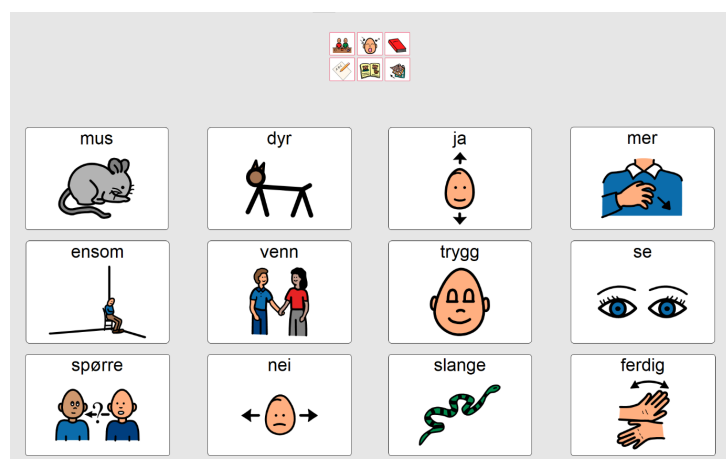 mus
dyr
ja
mer
ensom
venn
trygg
se
spørre
?
nei
slange
ferdig